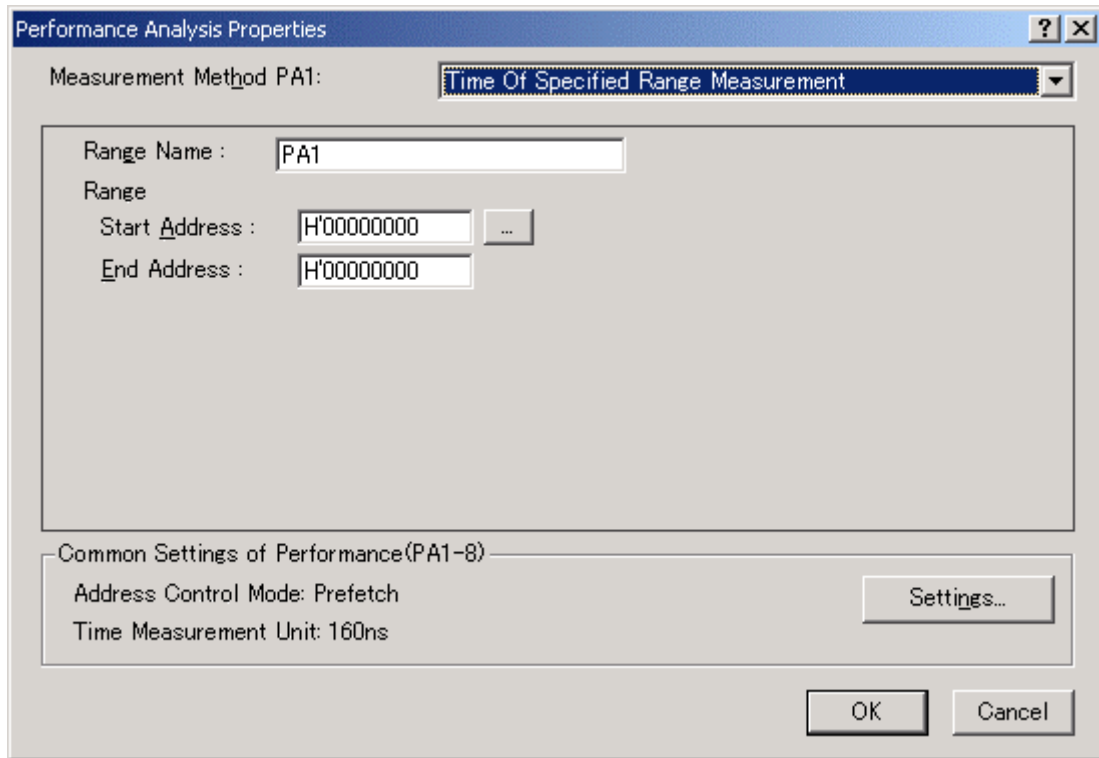 Performance Analysis Properties
Measurement Method PA1: Time Of Specified Range Measurement
Range Name : PA1
Range
Start Address : H'00000000 ...
End Address : H'00000000
Common Settings of Performance(PA1-8)
Address Control Mode: Prefetch
Settings...
Time Measurement Unit: 160ns
OK Cancel